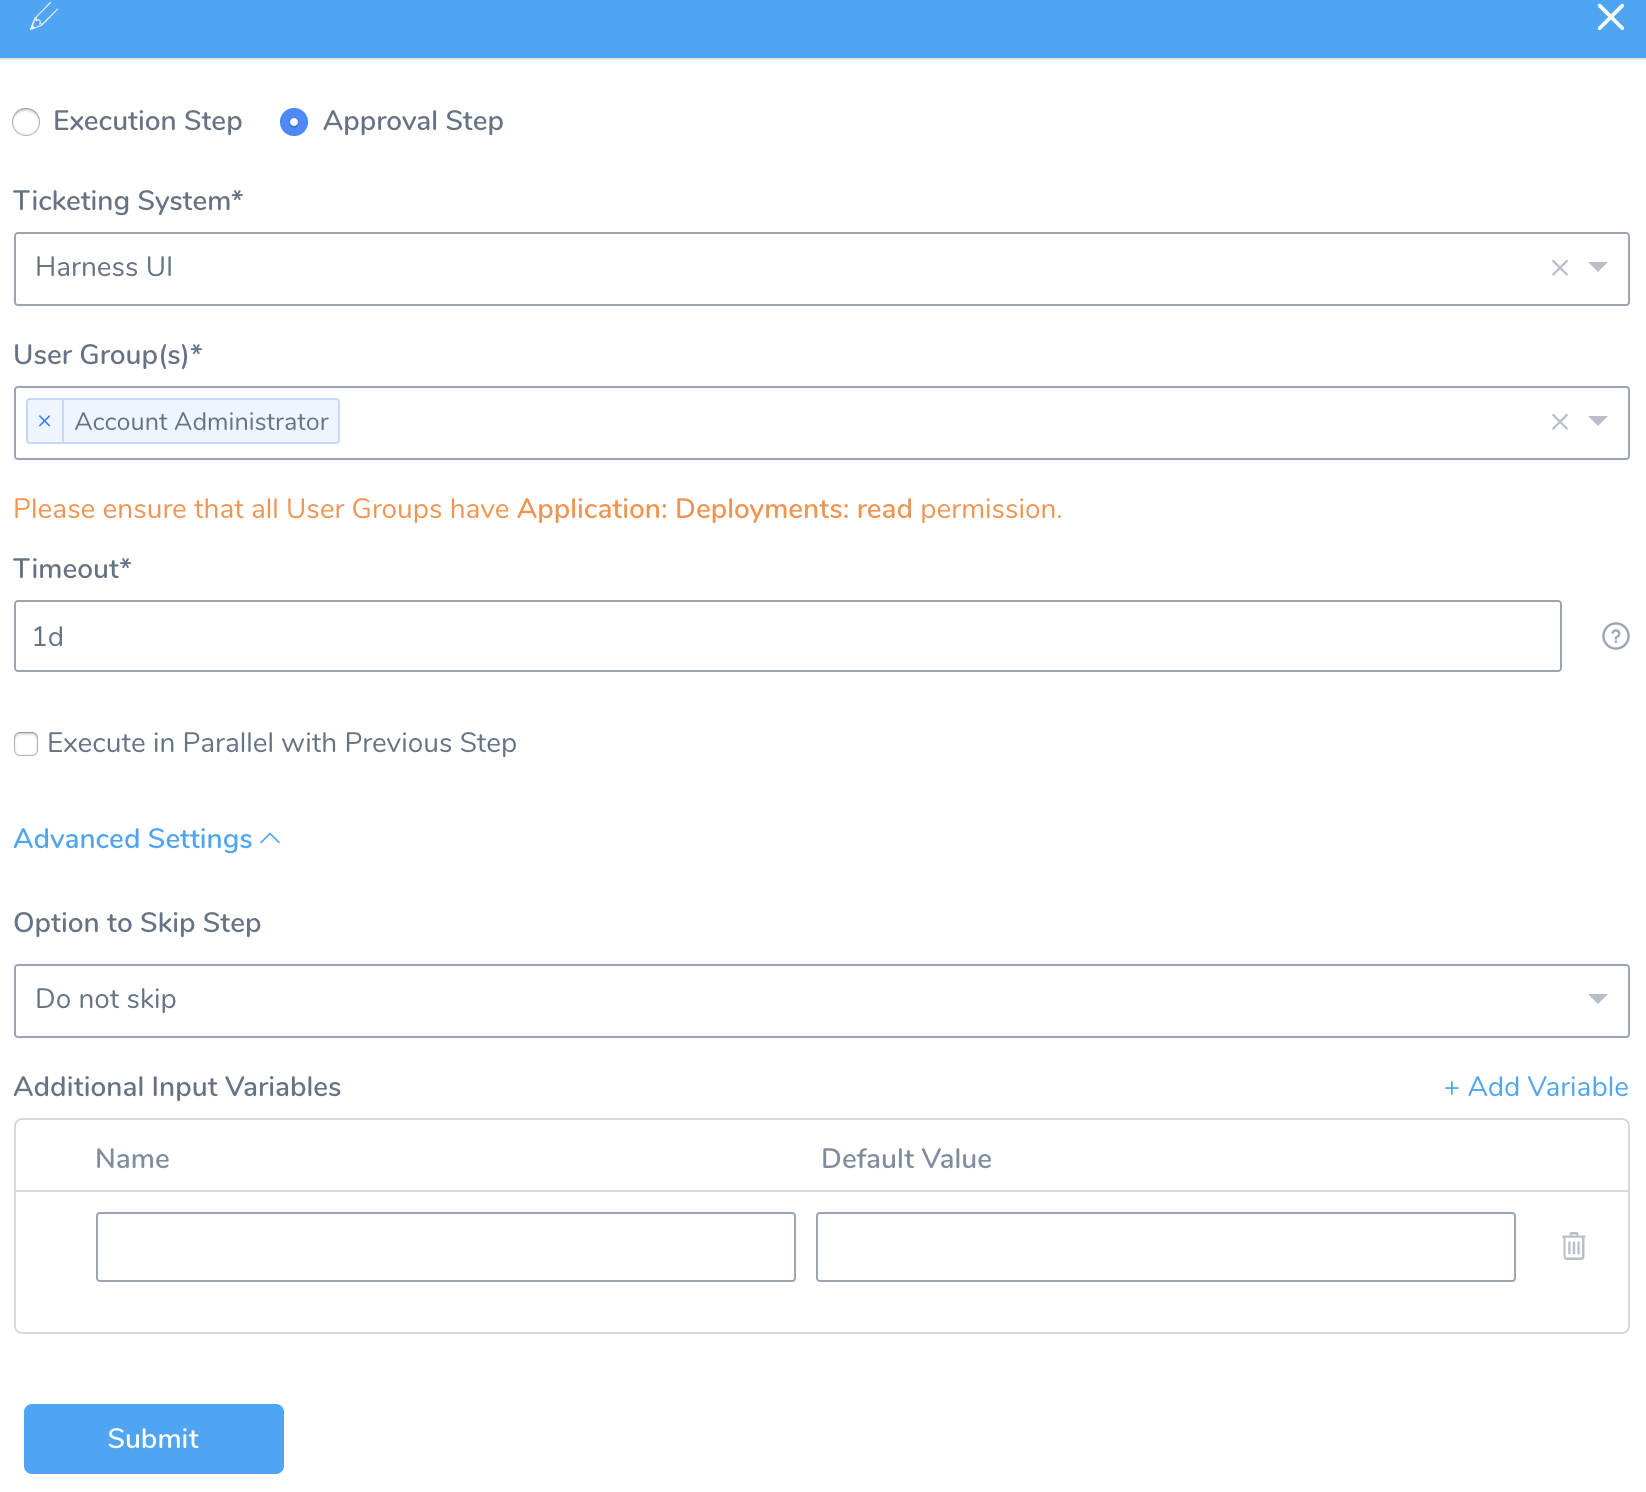 Execution Step Approval Step
Ticketing System*
Harness UI
User Group(s)*
Account Administrator
Please ensure that all User Groups have Application: Deployments: read permission.
Timeout*
1d
Execute in Parallel with Previous Step
Advanced Settings
Option to Skip Step
Do not skip
Additional Input Variables + Add Variable
Name Default Value
Submit